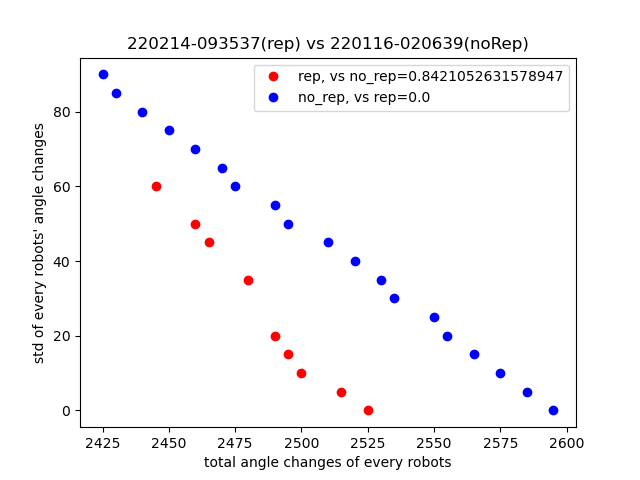 220214-093537(rep) vs 220116-020639(noRep)
rep, vs no_rep=0.8421052631578947
no_rep, vs rep=0.0
std of every robots' angle changes
80
60
40
20
0
2425 2450 2475 2500 2525 2550 2575 2600
total angle changes of every robots